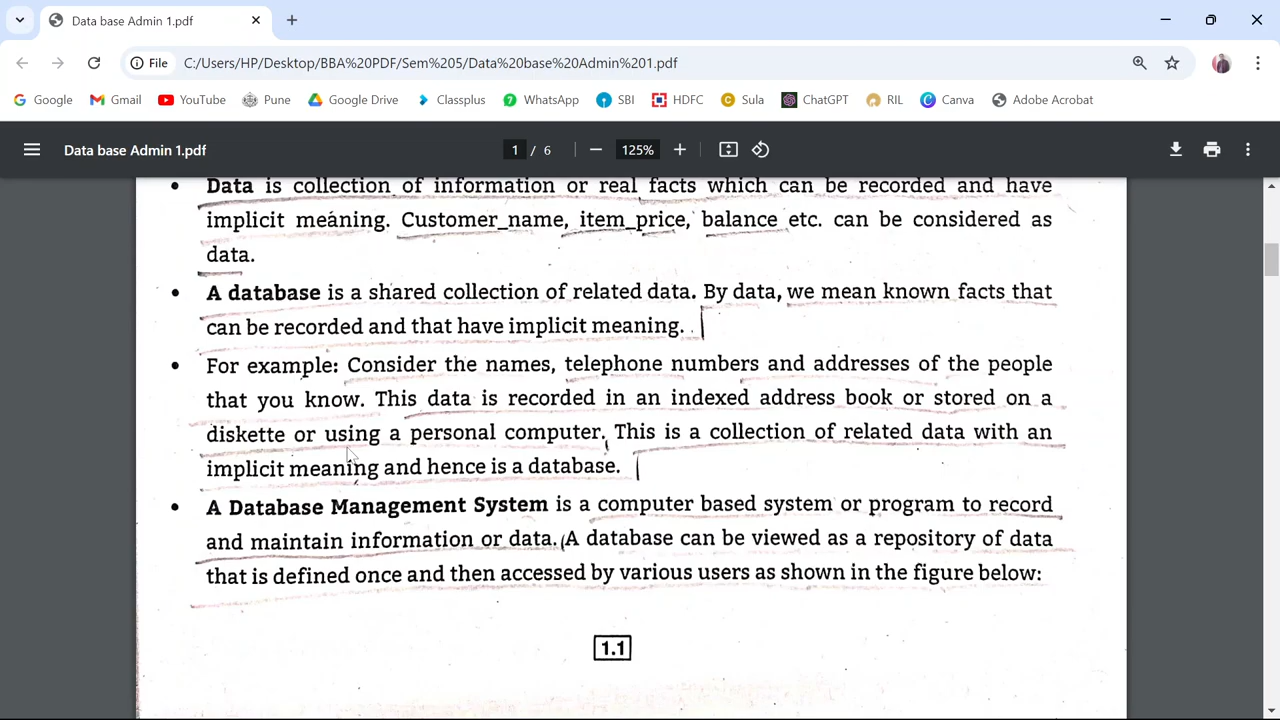 Data base Admin 1.pdf
File C:/Users/HP/Desktop/BBA%20PDF/Sem%205/Data%20base%20Admin%201.pdf
Google Gmail YouTube Pune Google Drive Classplus WhatsApp SBI HDFC Sula ChatGPT RIL Canva Adobe Acrobat
Data base Admin 1.pdf 1 / 6 125%
• Data is collection of information or real facts which can be recorded and have
implicit meaning. Customer_name, item_price, balance etc. can be considered as
data.
• A database is a shared collection of related data. By data, we mean known facts that
can be recorded and that have implicit meaning.
• For example: Consider the names, telephone numbers and addresses of the people
that you know. This data is recorded in an indexed address book or stored on a
diskette or using a personal computer. This is a collection of related data with an
implicit meaning and hence is a database.
• A Database Management System is a computer based system or program to record
and maintain information or data. (A database can be viewed as a repository of data
that is defined once and then accessed by various users as shown in the figure below:
1.1